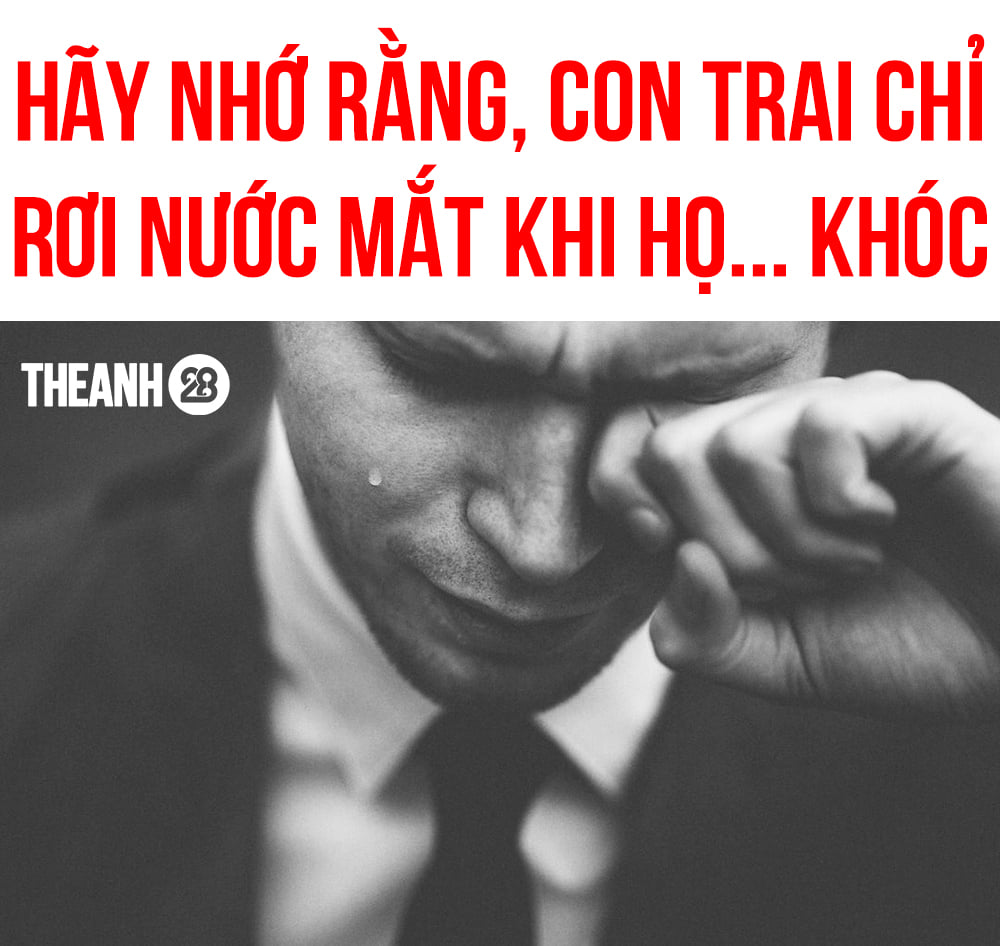 HÃY NHỚ RẰNG, CON TRAI CHỈ
RƠI NƯỚC MẮT KHI HỌ... KHÓC
THEANH 28